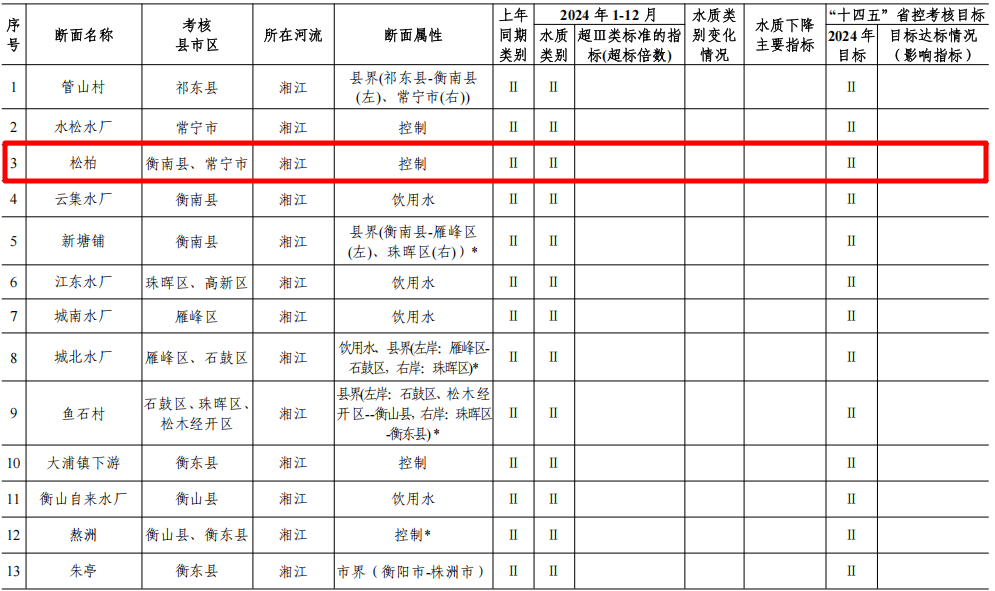 序号 断面名称 考核县市区 所在河流 断面属性 上年同期类别 2024 年 1-12 月 水质类别变化情况 水质下降主要指标 “十四五”省控考核目标
水质类别 超Ⅲ类标准的指标(超标倍数) 2024 年目标 目标达标情况（影响指标）
1 管山村 祁东县 湘江 县界(祁东县-衡南县(左)、常宁市(右)) Ⅱ Ⅱ Ⅱ
2 水松水厂 常宁市 湘江 控制 Ⅱ Ⅱ Ⅱ
3 松柏 衡南县、常宁市 湘江 控制 Ⅱ Ⅱ Ⅱ
4 云集水厂 衡南县 湘江 饮用水 Ⅱ Ⅱ Ⅱ
5 新塘铺 衡南县 湘江 县界(衡南县-雁峰区(左)、珠晖区(右)）* Ⅱ Ⅱ Ⅱ
6 江东水厂 珠晖区、高新区 湘江 饮用水 Ⅱ Ⅱ Ⅱ
7 城南水厂 雁峰区 湘江 饮用水 Ⅱ Ⅱ Ⅱ
8 城北水厂 雁峰区、石鼓区 湘江 饮用水、县界(左岸：雁峰区-石鼓区，右岸：珠晖区)* Ⅱ Ⅱ Ⅱ
9 鱼石村 石鼓区、珠晖区、松木经开区 湘江 县界(左岸：石鼓区、松木经开区--衡山县，右岸：珠晖区-衡东县)* Ⅱ Ⅱ Ⅱ
10 大浦镇下游 衡东县 湘江 控制 Ⅱ Ⅱ Ⅱ
11 衡山自来水厂 衡山县 湘江 饮用水 Ⅱ Ⅱ Ⅱ
12 熬洲 衡山县、衡东县 湘江 控制* Ⅱ Ⅱ Ⅱ
13 朱亭 衡东县 湘江 市界（衡阳市-株洲市） Ⅱ Ⅱ Ⅱ